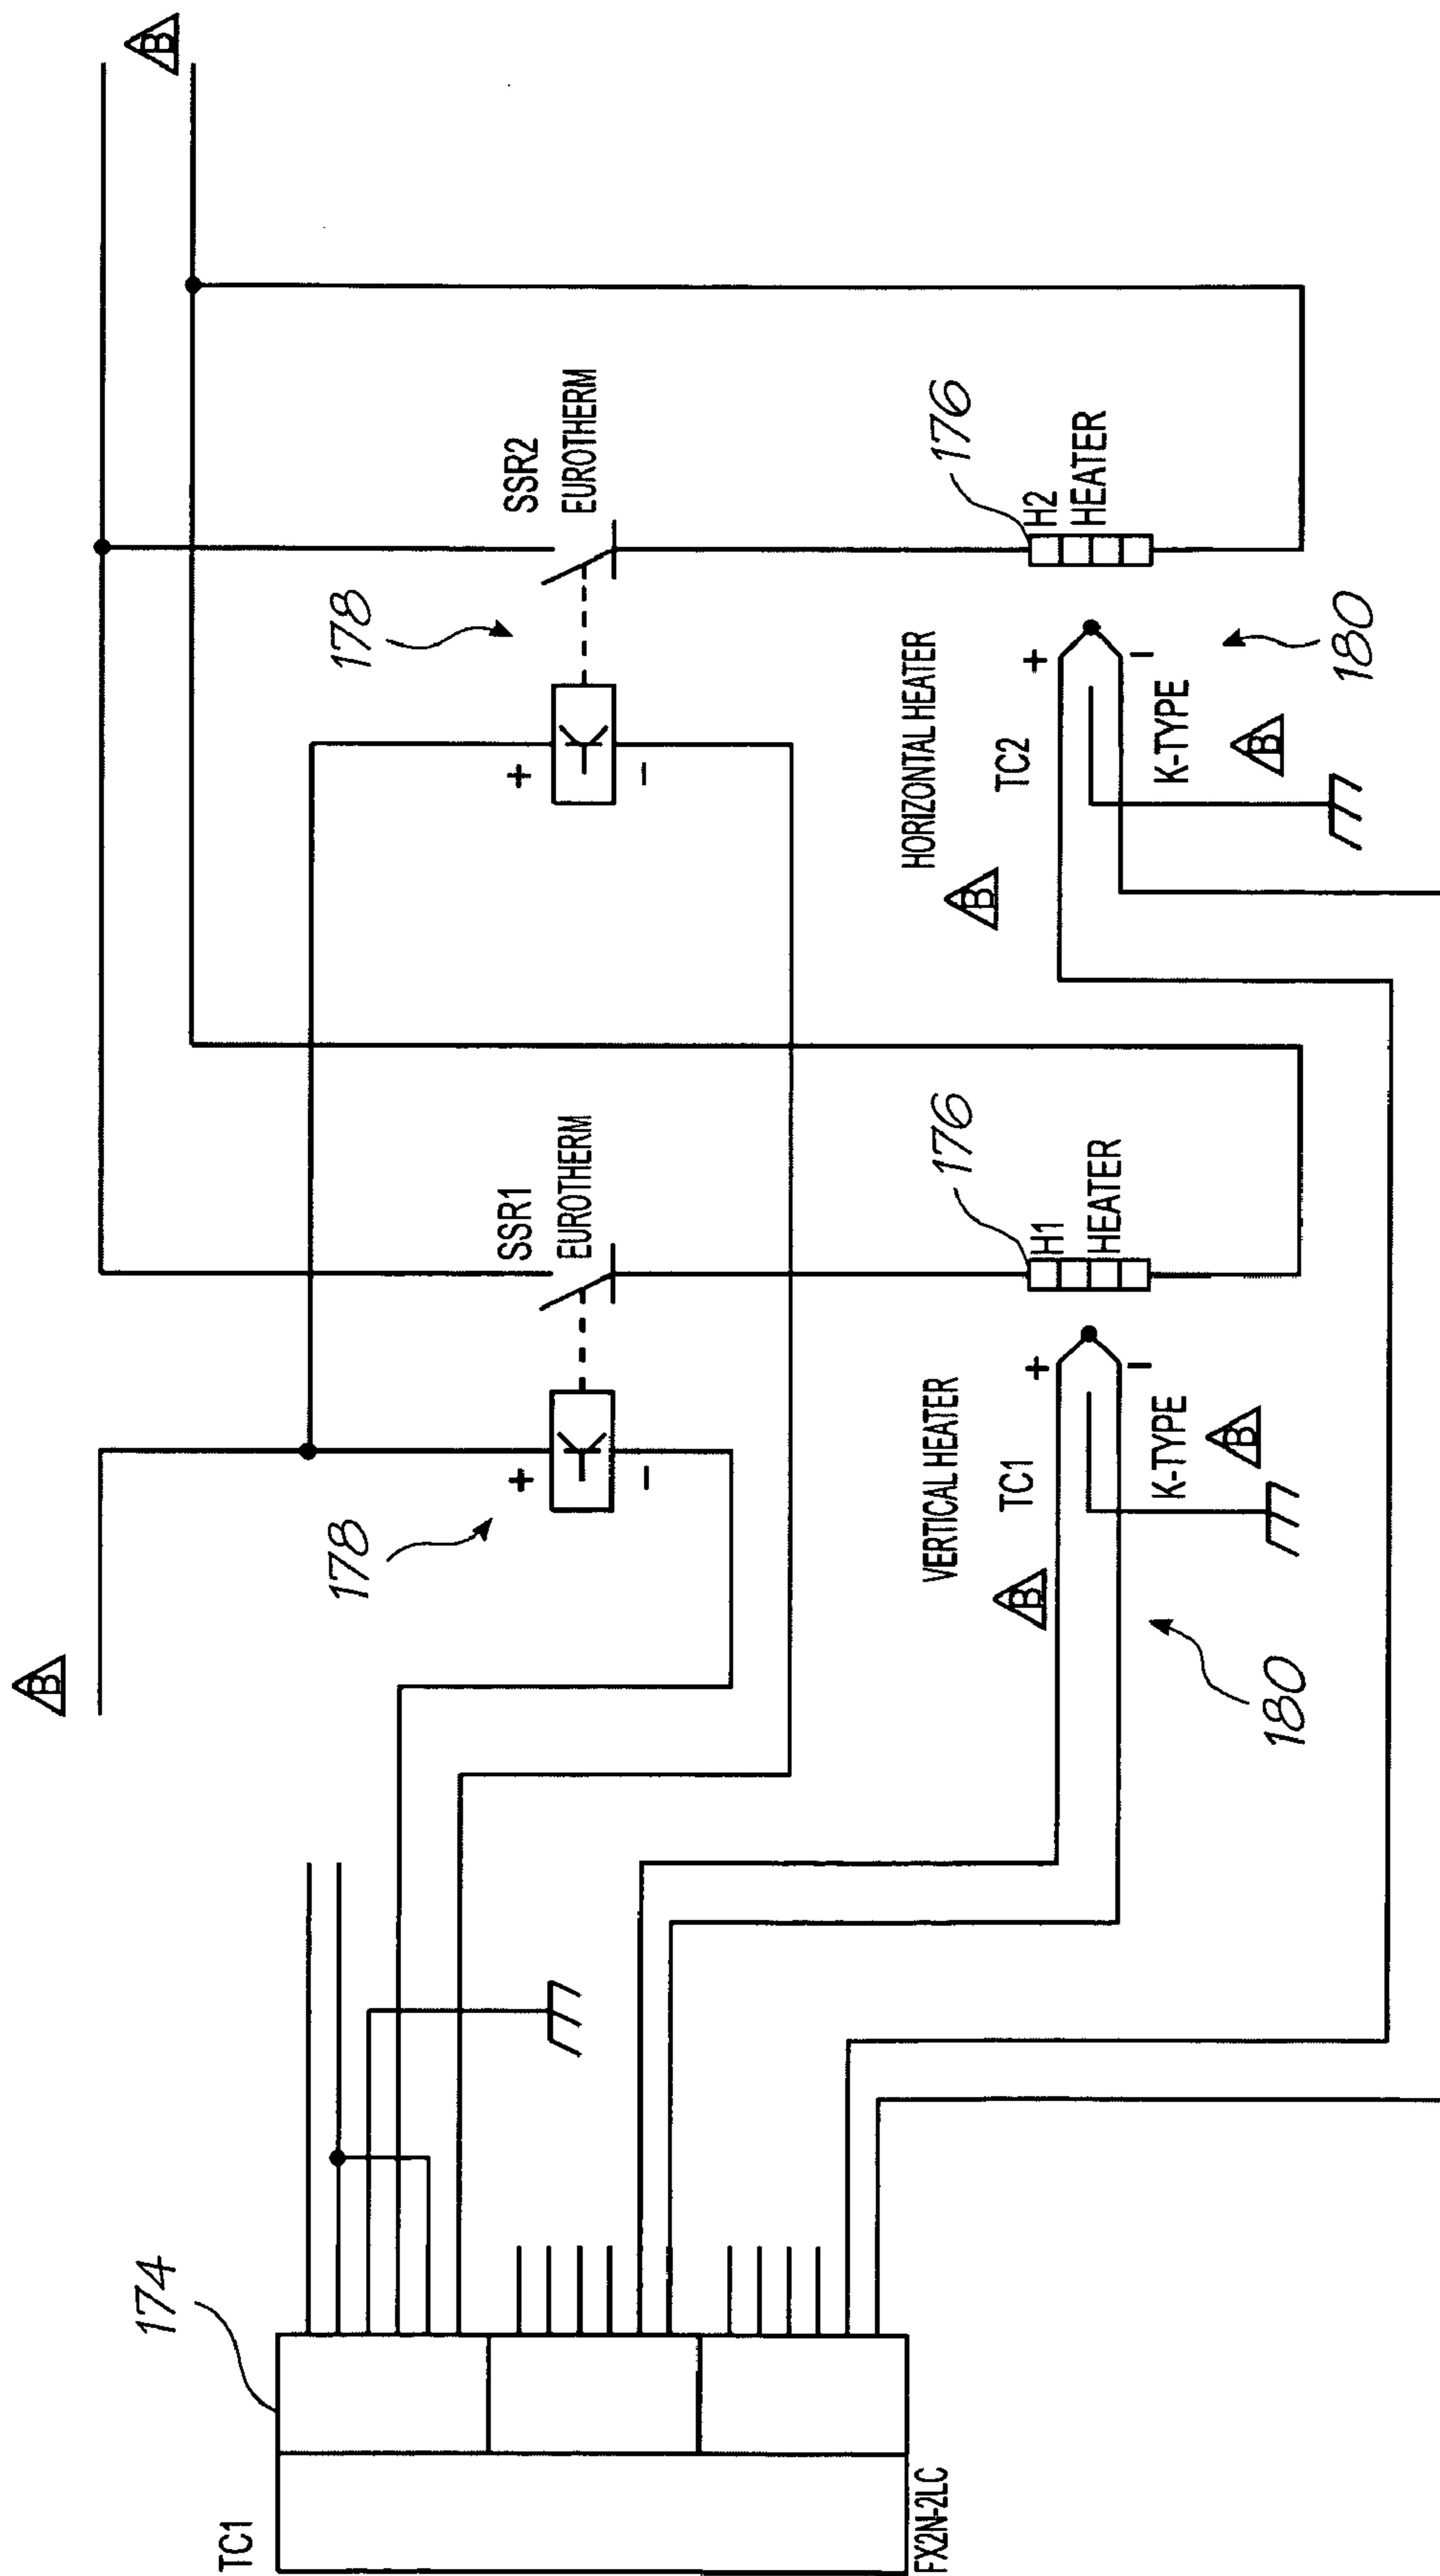 B
B
178
178
SSR1
EUROTHERM
SSR2
EUROTHERM
+
-
+
-
174
TC1
FX2N-2LC
VERTICAL HEATER
B
TC1
+
-
K-TYPE
B
180
176
H1
HEATER
HORIZONTAL HEATER
B
TC2
+
-
K-TYPE
B
180
176
H2
HEATER